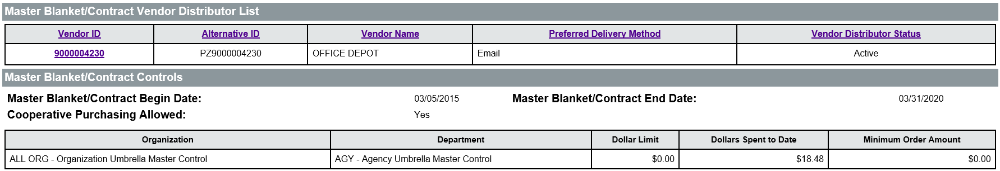 Master Blanket/Contract Vendor Distributor List
Vendor ID Alternative ID Vendor Name Preferred Delivery Method Vendor Distributor Status
9000004230 PZ9000004230 OFFICE DEPOT Email Active
Master Blanket/Contract Controls
Master Blanket/Contract Begin Date: 03/05/2015 Master Blanket/Contract End Date: 03/31/2020
Cooperative Purchasing Allowed: Yes
Organization Department Dollar Limit Dollars Spent to Date Minimum Order Amount
ALL ORG - Organization Umbrella Master Control AGY - Agency Umbrella Master Control $0.00 $18.48 $0.00